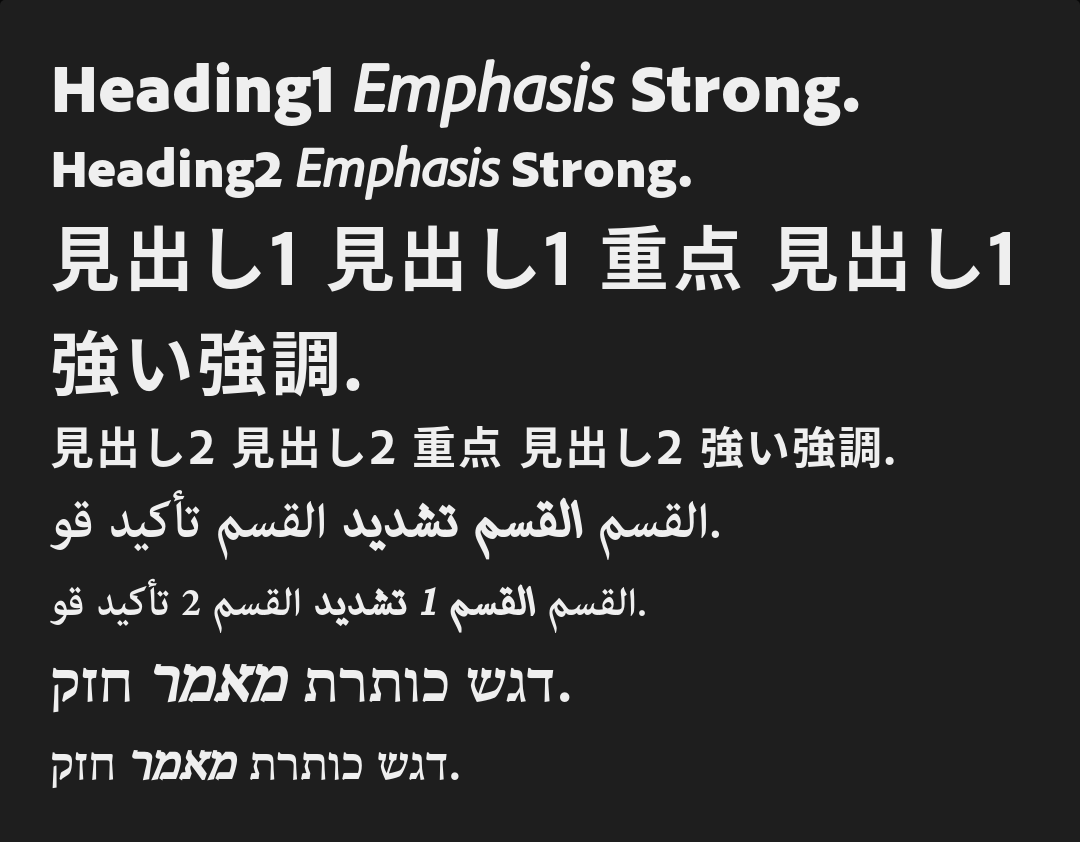 Heading1 Emphasis Strong.
Heading2 Emphasis Strong.
見出し1 見出し1 重点 見出し1
強い強調.
見出し2 見出し2 重点 見出し2 強い強調.
القسم القسم تشديد القسم تأكيد قو.
القسم القسم 1 تشديد القسم 2 تأكيد قو.
דגש כותרת מאמר חזק.
דגש כותרת מאמר חזק.